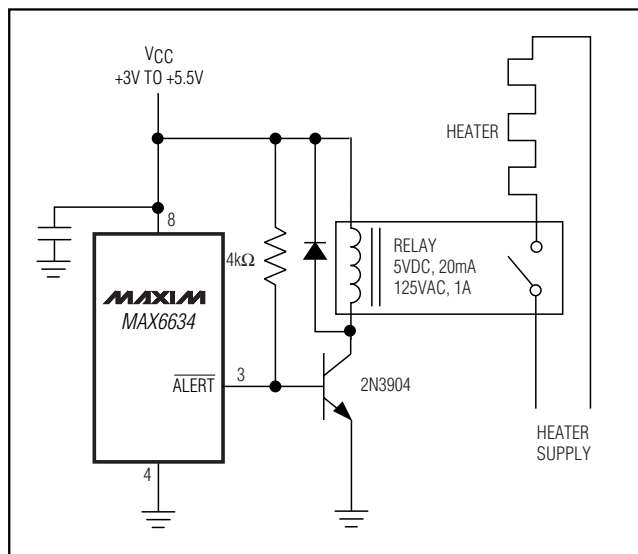 VCC
+3V TO +5.5V
HEATER
8
4kΩ
RELAY
5VDC, 20mA
125VAC, 1A
MAXIM
MAX6634
ALERT
3
2N3904
4
HEATER
SUPPLY